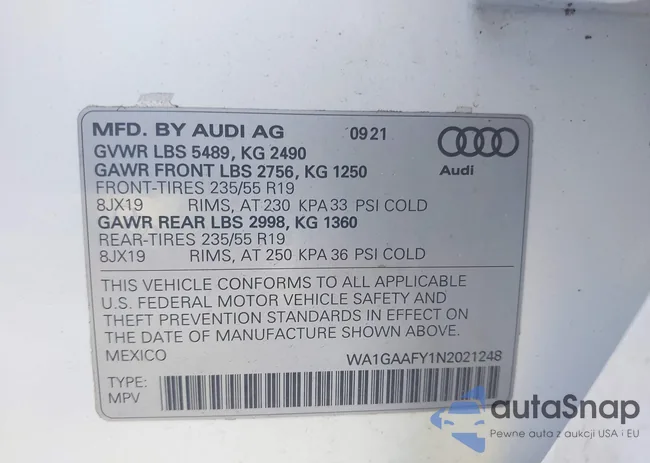 MFD. BY AUDI AG 09 21
GVWR LBS 5489, KG 2490
GAWR FRONT LBS 2756, KG 1250
FRONT-TIRES 235/55 R19
8JX19 RIMS, AT 230 KPA 33 PSI COLD
GAWR REAR LBS 2998, KG 1360
REAR-TIRES 235/55 R19
8JX19 RIMS, AT 250 KPA 36 PSI COLD
Audi
THIS VEHICLE CONFORMS TO ALL APPLICABLE
U.S. FEDERAL MOTOR VEHICLE SAFETY AND
THEFT PREVENTION STANDARDS IN EFFECT ON
THE DATE OF MANUFACTURE SHOWN ABOVE.
MEXICO WA1GAAFY1N2021248
TYPE:
MPV
autaSnap
Pewne auta z aukcji USA i EU